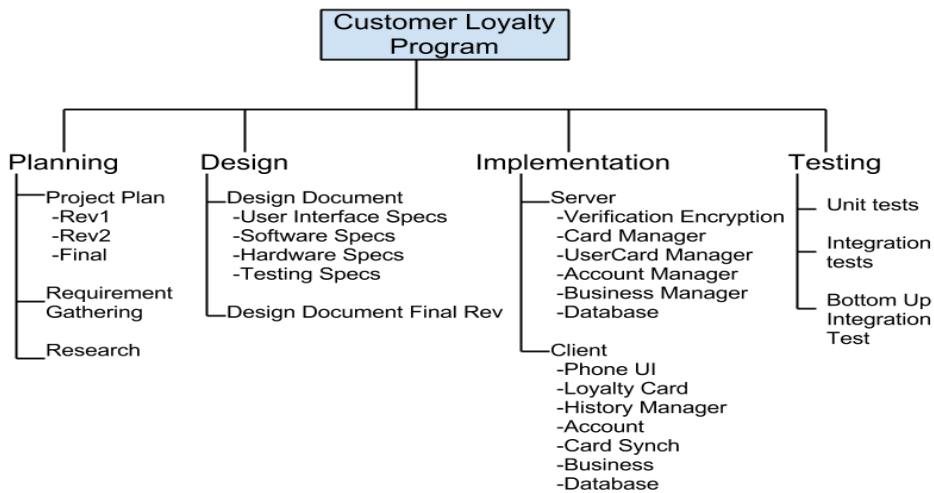 Customer Loyalty
Program
Planning
Project Plan
-Rev1
-Rev2
-Final
Requirement
Gathering
Research
Design
Design Document
-User Interface Specs
-Software Specs
-Hardware Specs
-Testing Specs
Design Document Final Rev
Implementation
Server
-Verification Encryption
-Card Manager
-UserCard Manager
-Account Manager
-Business Manager
-Database
Client
-Phone UI
-Loyalty Card
-History Manager
-Account
-Card Synch
-Business
-Database
Testing
Unit tests
Integration
tests
Bottom Up
Integration
Test